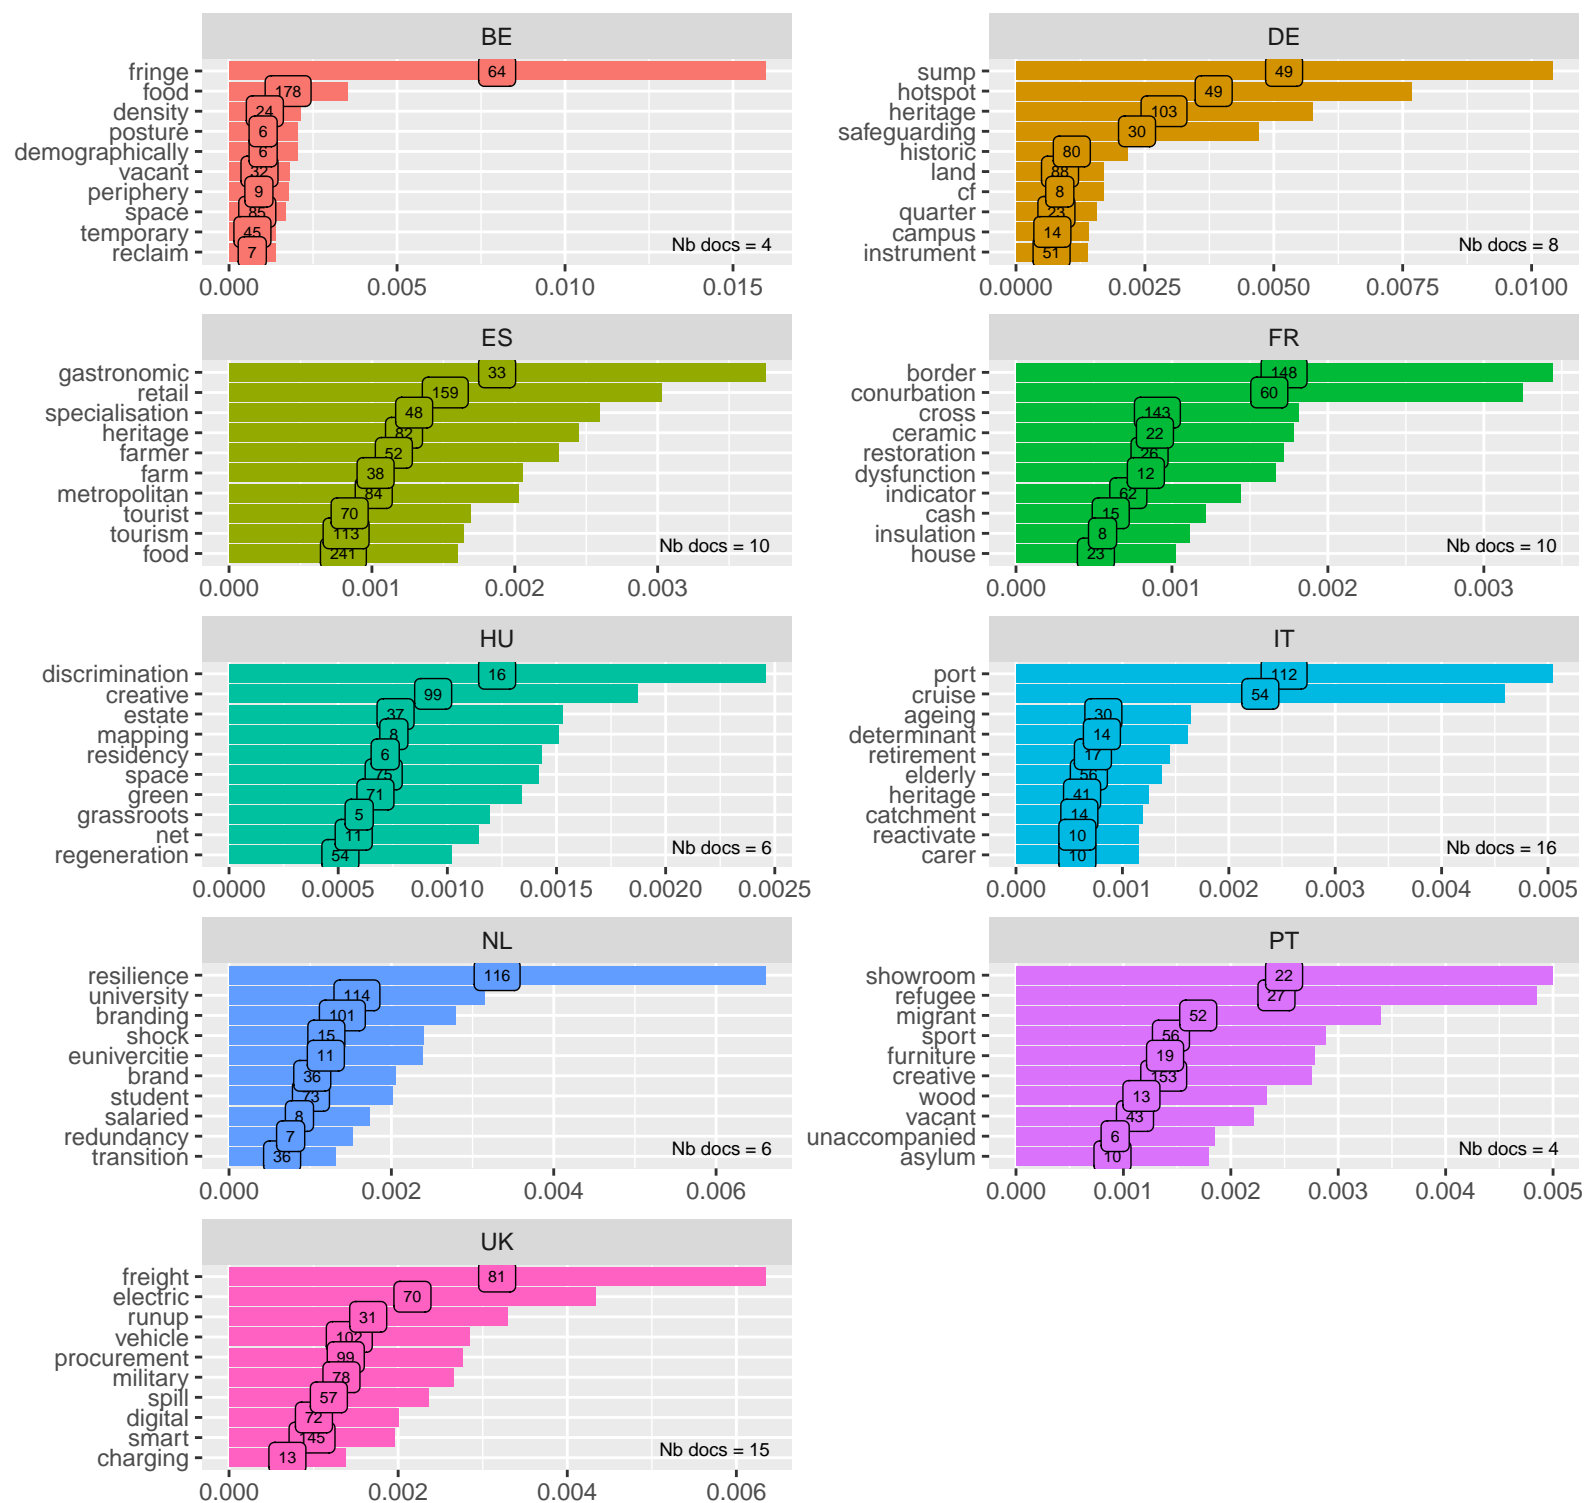 BE
fringe 64
food 178
density 24
posture 6
demographically 6
vacant 32
periphery 9
space 85
temporary 45
reclaim 7
Nb docs = 4
0.000 0.005 0.010 0.015
DE
sump 49
hotspot 49
heritage 103
safeguarding 30
historic 80
land 88
cf 8
quarter 23
campus 14
instrument 51
Nb docs = 8
0.0000 0.0025 0.0050 0.0075 0.0100
ES
gastronomic 33
retail 159
specialisation 48
heritage 82
farmer 52
farm 38
metropolitan 84
tourist 70
tourism 113
food 241
Nb docs = 10
0.000 0.001 0.002 0.003
FR
border 148
conurbation 60
cross 143
ceramic 22
restoration 26
dysfunction 12
indicator 62
cash 15
insulation 8
house 23
Nb docs = 10
0.000 0.001 0.002 0.003
HU
discrimination 16
creative 99
estate 37
mapping 8
residency 6
space 75
green 71
grassroots 5
net 11
regeneration 54
Nb docs = 6
0.0000 0.0005 0.0010 0.0015 0.0020 0.0025
IT
port 112
cruise 54
ageing 30
determinant 14
retirement 17
elderly 56
heritage 41
catchment 14
reactivate 10
carer 10
Nb docs = 16
0.000 0.001 0.002 0.003 0.004 0.005
NL
resilience 116
university 114
branding 101
shock 15
eunivercitie 11
brand 36
student 73
salaried 8
redundancy 7
transition 36
Nb docs = 6
0.000 0.002 0.004 0.006
PT
showroom 22
refugee 27
migrant 52
sport 56
furniture 19
creative 153
wood 13
vacant 43
unaccompanied 6
asylum 10
Nb docs = 4
0.000 0.001 0.002 0.003 0.004 0.005
UK
freight 81
electric 70
runup 31
vehicle 102
procurement 99
military 78
spill 57
digital 72
smart 145
charging 13
Nb docs = 15
0.000 0.002 0.004 0.006